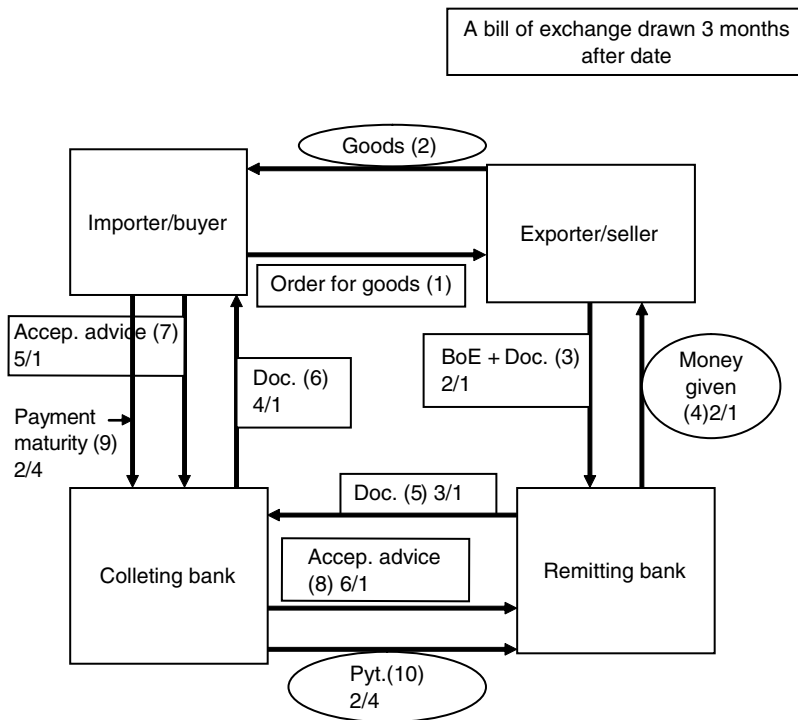 A bill of exchange drawn 3 months
after date
Goods (2)
Importer/buyer
Exporter/seller
Order for goods (1)
Accep. advice (7)
5/1
Doc. (6)
4/1
BoE + Doc. (3)
2/1
Money
given
(4)2/1
Payment
maturity (9)
2/4
Doc. (5) 3/1
Colleting bank
Accep. advice
(8) 6/1
Remitting bank
Pyt.(10)
2/4